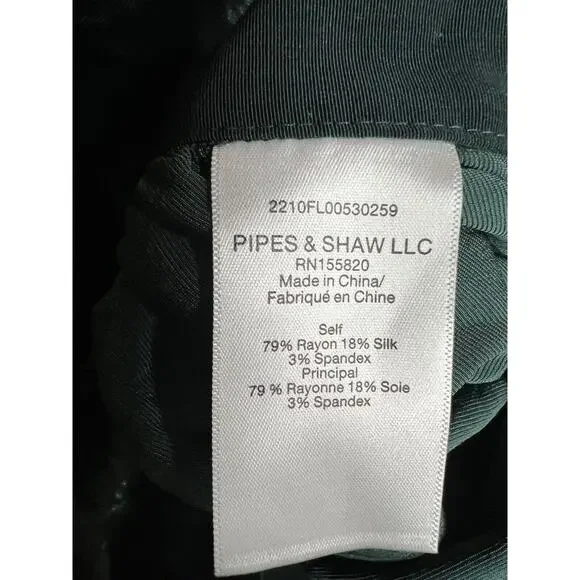 2210FL00530259
PIPES & SHAW LLC
RN155820
Made in China/
Fabriqué en Chine
Self
79% Rayon 18% Silk
3% Spandex
Principal
79 % Rayonne 18% Soie
3% Spandex